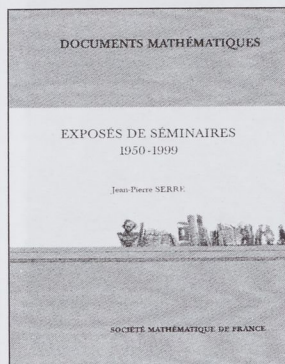 DOCUMENTS MATHÉMATIQUES
EXPOSÉS DE SÉMINAIRES
1950-1999
Jean-Pierre SERRE
SOCIÉTÉ MATHÉMATIQUE DE FRANCE